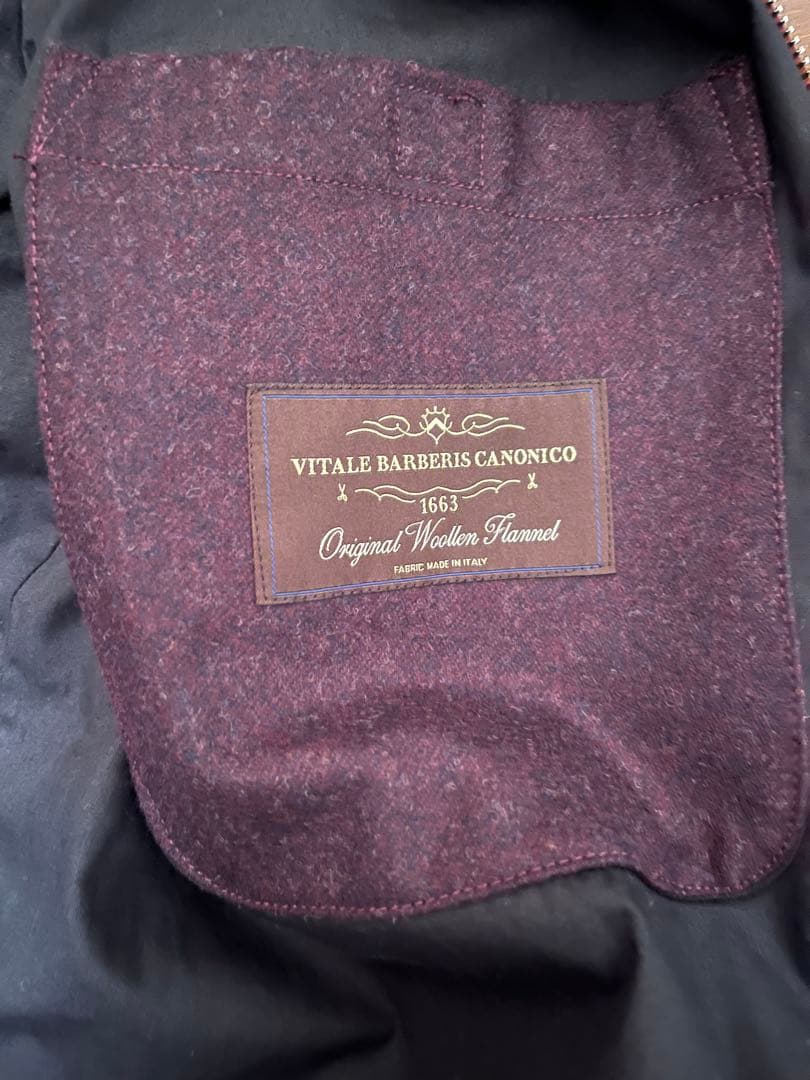 VITALE BARBERIS CANONICO
1663
Original Woollen Flannel
FABRIC MADE IN ITALY